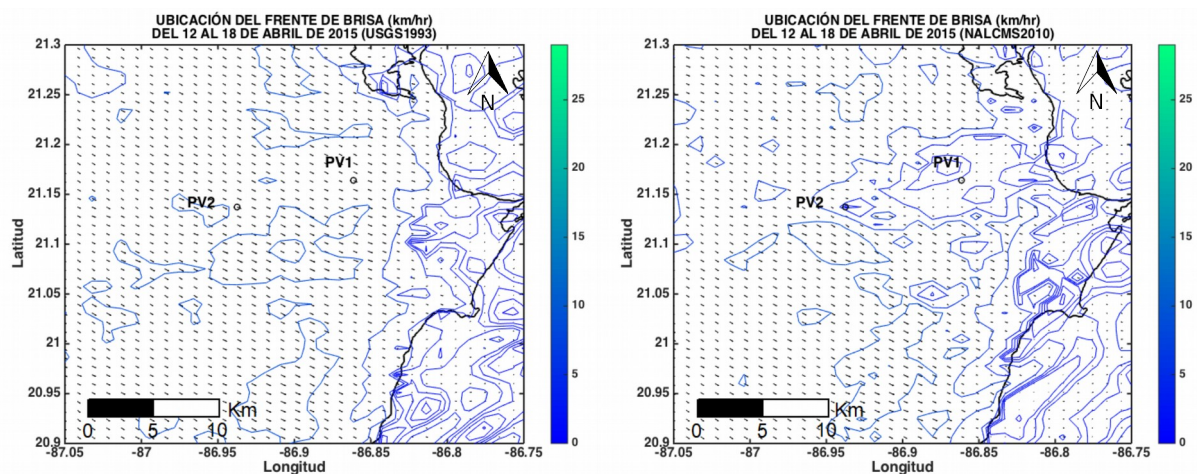 UBICACIÓN DEL FRENTE DE BRISA (km/hr)
DEL 12 AL 18 DE ABRIL DE 2015 (USGS1993)
21.3
21.25
21.2
21.15
21.1
21.05
21
20.95
20.9
Latitud
N
PV1
PV2
Km
0 5 10
-87.05 -87 -86.95 -86.9 -86.85 -86.8 -86.75
Longitud
25
20
15
10
5
0
UBICACIÓN DEL FRENTE DE BRISA (km/hr)
DEL 12 AL 18 DE ABRIL DE 2015 (NALCMS2010)
21.3
21.25
21.2
21.15
21.1
21.05
21
20.95
20.9
Latitud
N
PV1
PV2
Km
0 5 10
-87.05 -87 -86.95 -86.9 -86.85 -86.8 -86.75
Longitud
25
20
15
10
5
0